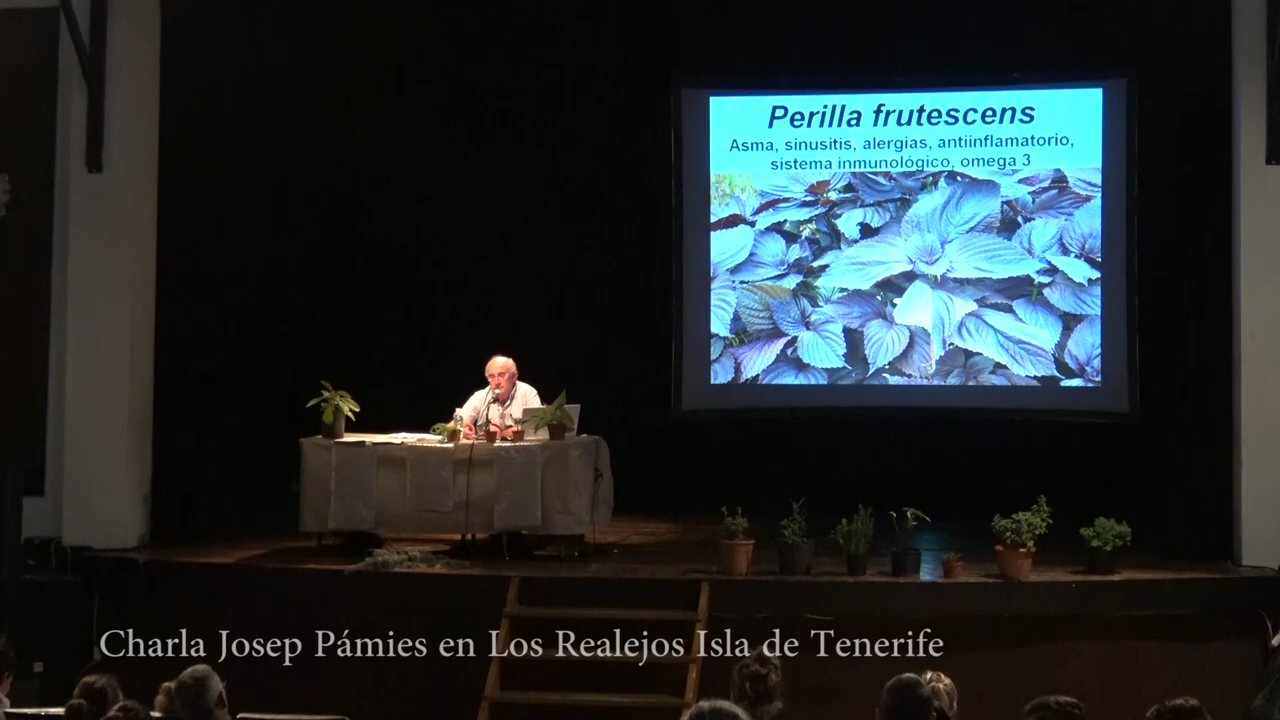 Perilla frutescens
Asma, sinusitis, alergias, antiinflamatorio,
sistema inmunológico, omega 3
Charla Josep Pámies en Los Realejos Isla de Tenerife